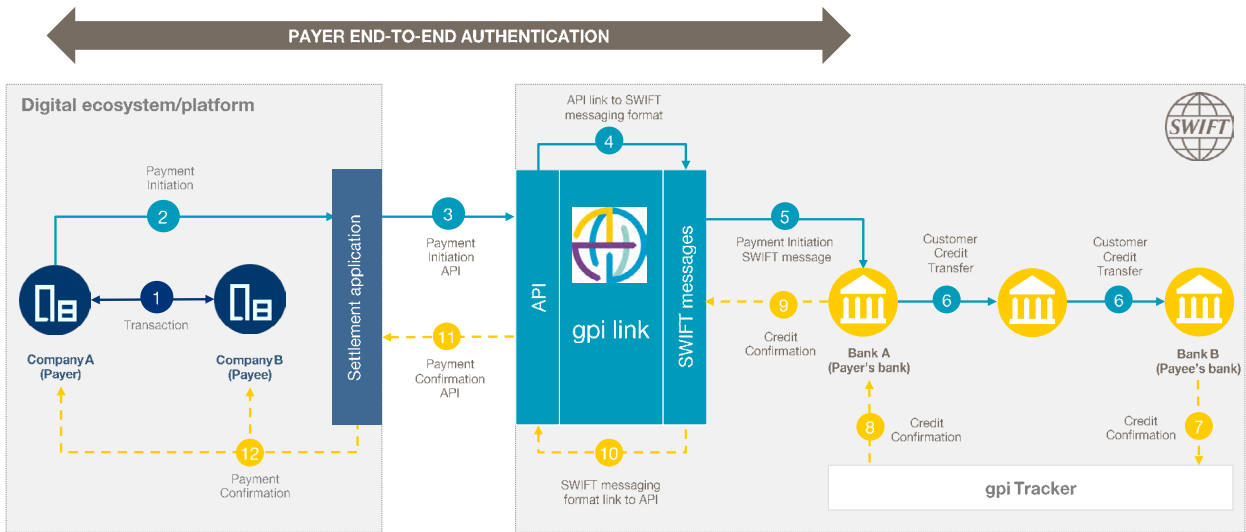 PAYER END-TO-END AUTHENTICATION
Digital ecosystem/platform
API link to SWIFT
messaging format
SWIFT
4
Payment
Initiation
2
3
Payment
Initiation
API
5
Payment Initiation
SWIFT message
Customer
Credit
Transfer
6
Customer
Credit
Transfer
6
1
Transaction
Company A
(Payer)
Company B
(Payee)
Settlement application
API
gpi link
SWIFT messages
9
Credit
Confirmation
Bank A
(Payer's bank)
Bank B
(Payee's bank)
11
Payment
Confirmation
API
12
Payment
Confirmation
10
SWIFT messaging
format link to API
8
Credit
Confirmation
Credit
Confirmation
7
gpi Tracker